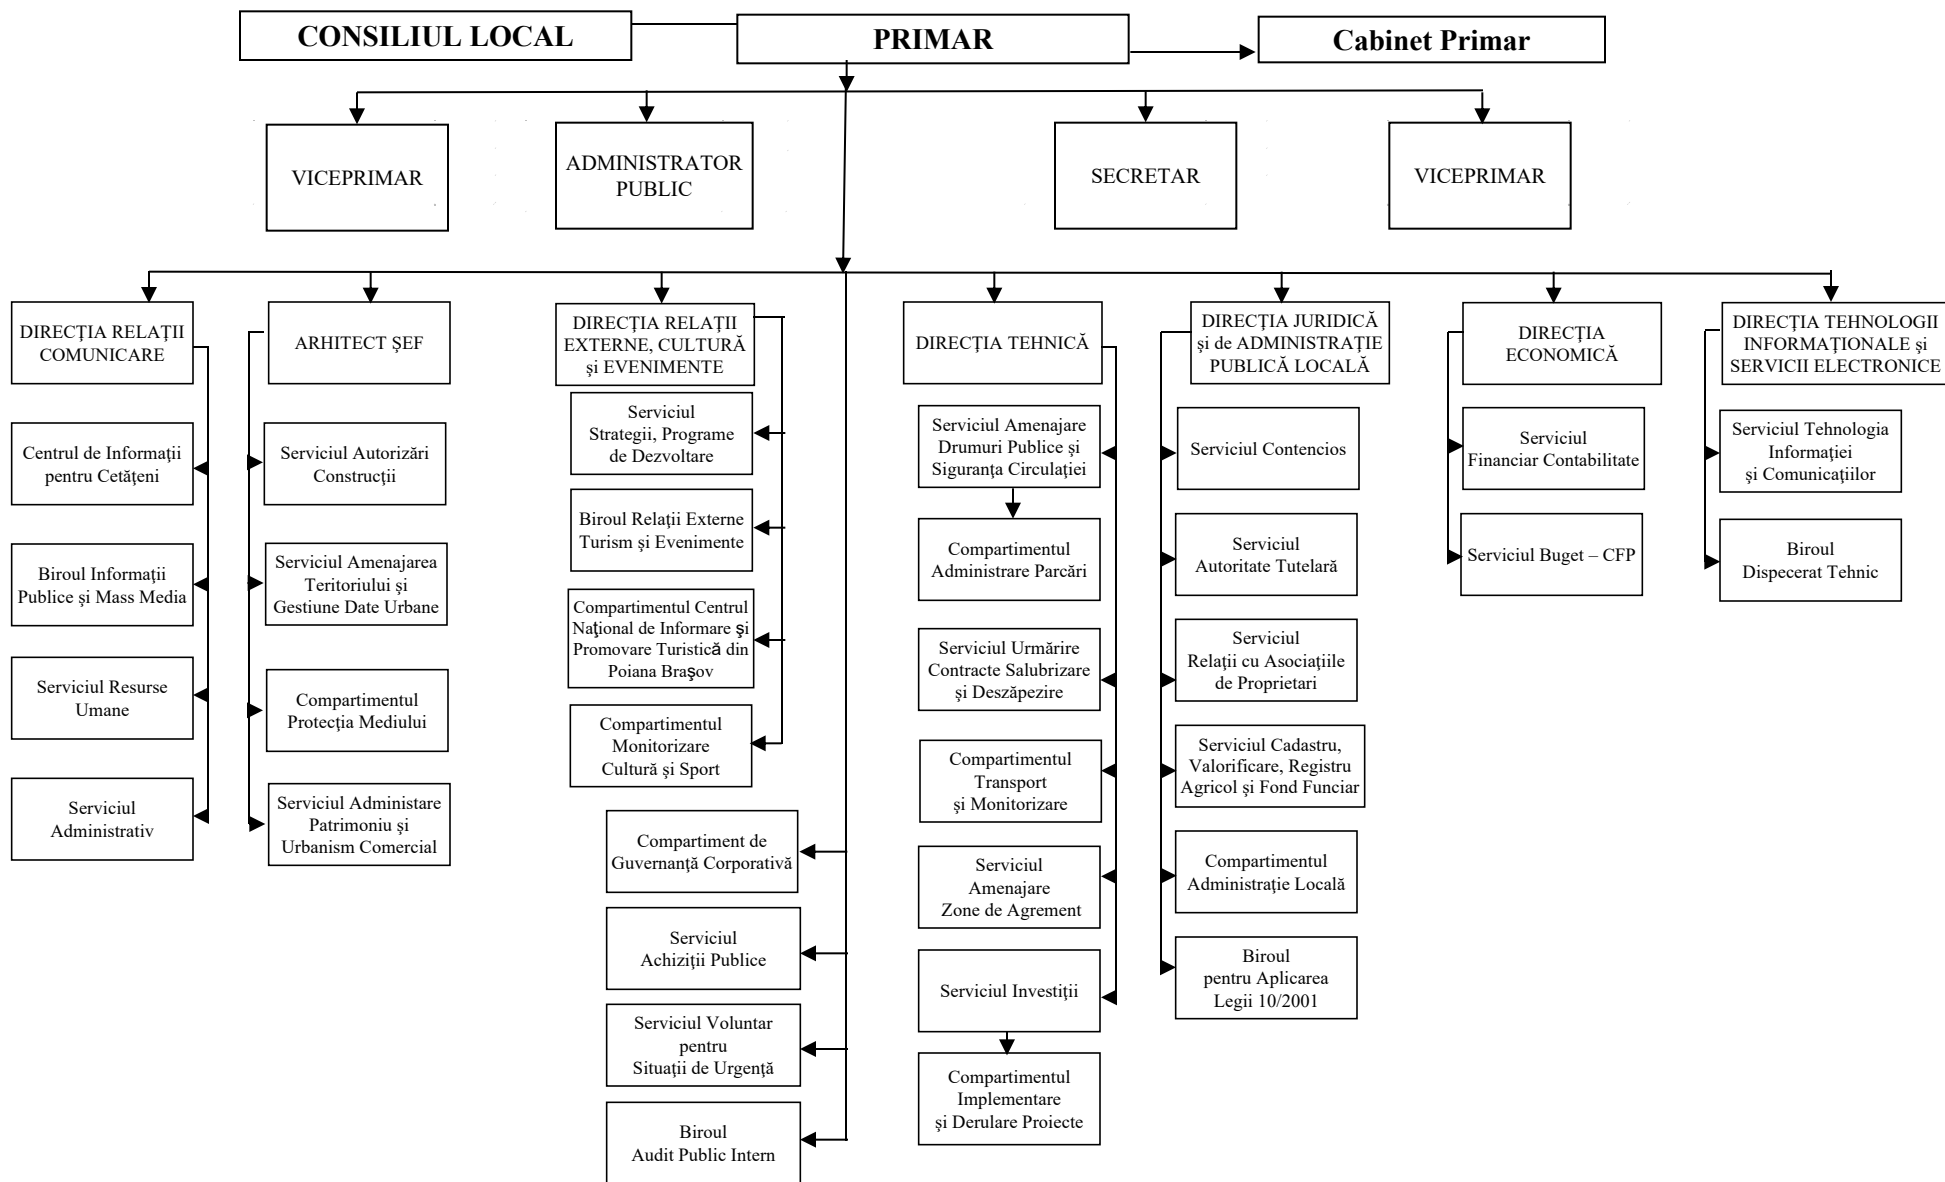 CONSILIUL LOCAL
PRIMAR
Cabinet Primar
VICEPRIMAR
ADMINISTRATOR
PUBLIC
SECRETAR
VICEPRIMAR
DIRECŢIA RELAŢII
COMUNICARE
Centrul de Informaţii
pentru Cetăţeni
Biroul Informaţii
Publice şi Mass Media
Serviciul Resurse
Umane
Serviciul
Administrativ
ARHITECT ŞEF
Serviciul Autorizări
Construcţii
Serviciul Amenajarea
Teritoriului şi
Gestiune Date Urbane
Compartimentul
Protecţia Mediului
Serviciul Administare
Patrimoniu şi
Urbanism Comercial
DIRECŢIA RELAŢII
EXTERNE, CULTURĂ
şi EVENIMENTE
Serviciul
Strategii, Programe
de Dezvoltare
Biroul Relaţii Externe
Turism şi Evenimente
Compartimentul Centrul
Naţional de Informare şi
Promovare Turistică din
Poiana Braşov
Compartimentul
Monitorizare
Cultură şi Sport
Compartiment de
Guvernanţă Corporativă
Serviciul
Achiziţii Publice
Serviciul Voluntar
pentru
Situaţii de Urgenţă
Biroul
Audit Public Intern
DIRECŢIA TEHNICĂ
Serviciul Amenajare
Drumuri Publice şi
Siguranţa Circulaţiei
Compartimentul
Administrare Parcări
Serviciul Urmărire
Contracte Salubrizare
şi Deszăpezire
Compartimentul
Transport
şi Monitorizare
Serviciul
Amenajare
Zone de Agrement
Serviciul Investiţii
Compartimentul
Implementare
şi Derulare Proiecte
DIRECŢIA JURIDICĂ
şi de ADMINISTRAŢIE
PUBLICĂ LOCALĂ
Serviciul Contencios
Serviciul
Autoritate Tutelară
Serviciul
Relaţii cu Asociaţiile
de Proprietari
Serviciul Cadastru,
Valorificare, Registru
Agricol şi Fond Funciar
Compartimentul
Administraţie Locală
Biroul
pentru Aplicarea
Legii 10/2001
DIRECŢIA
ECONOMICĂ
Serviciul
Financiar Contabilitate
Serviciul Buget – CFP
DIRECŢIA TEHNOLOGII
INFORMAŢIONALE şi
SERVICII ELECTRONICE
Serviciul Tehnologia
Informaţiei
şi Comunicaţiilor
Biroul
Dispecerat Tehnic